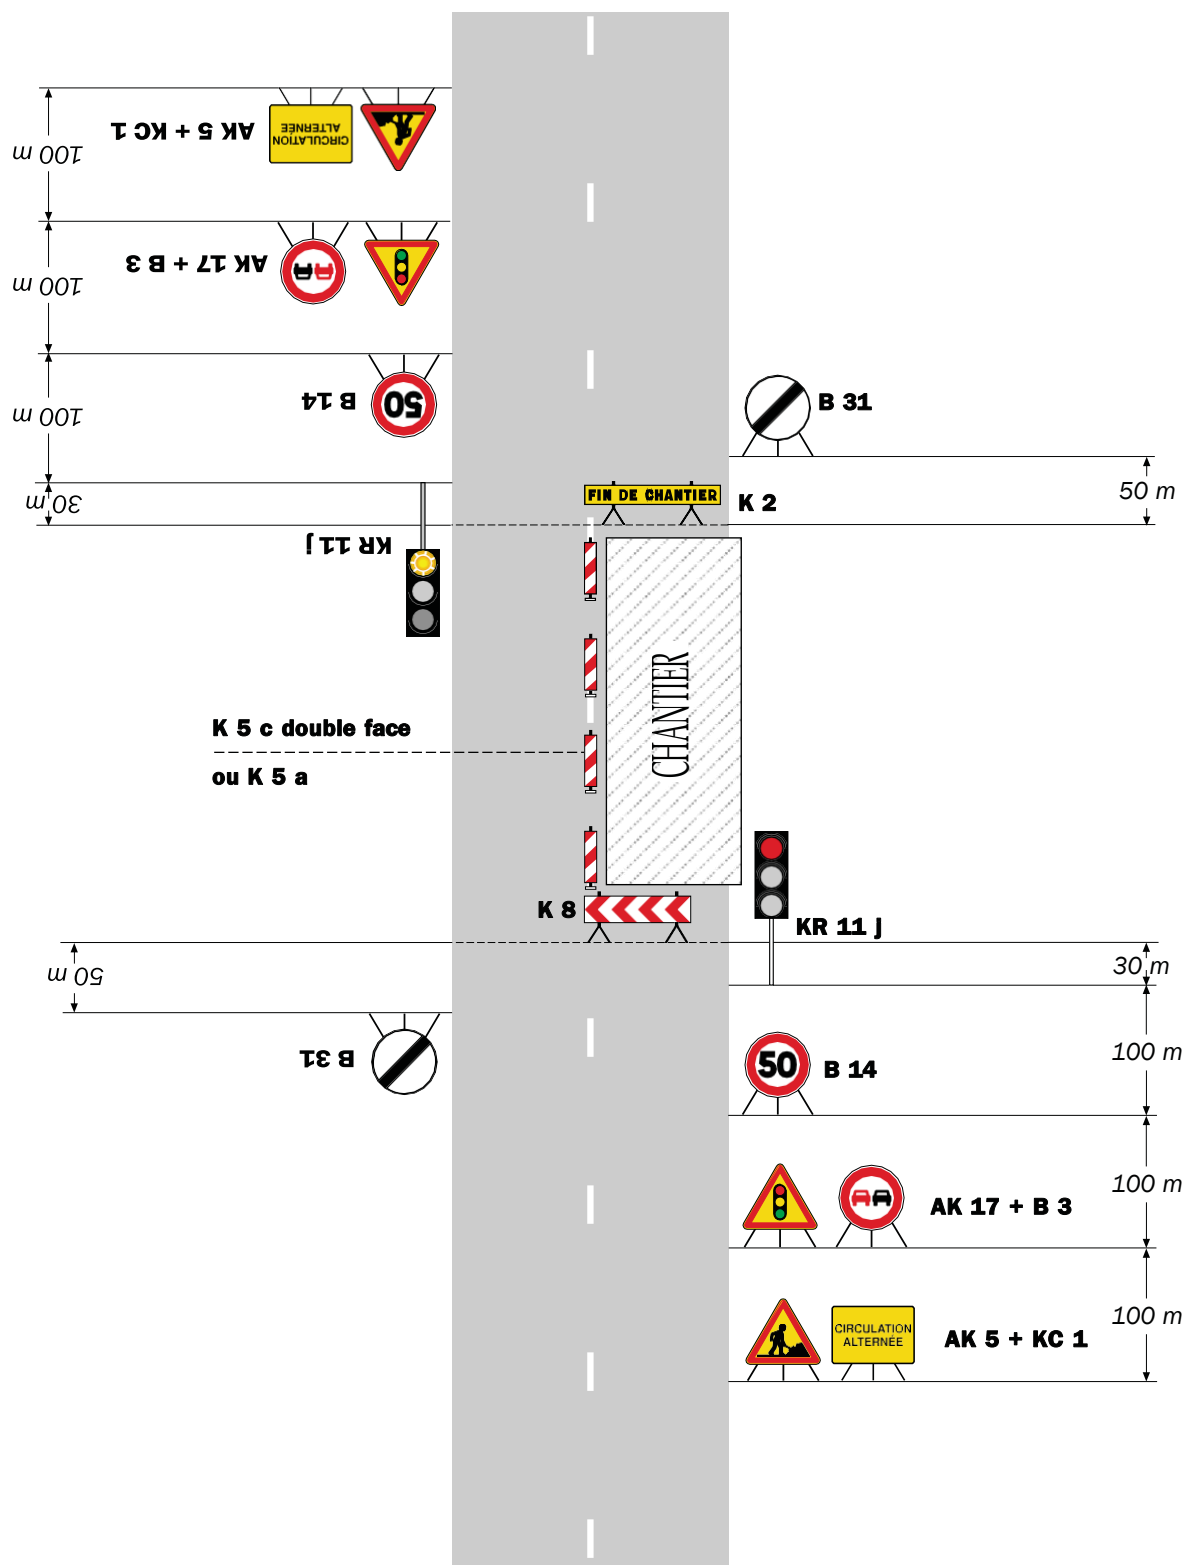 AK 5 + KC 1
CIRCULATION
ALTERNÉE
100 m
AK 17 + B 3
100 m
B 14
50
100 m
B 31
30 m
50 m
FIN DE CHANTIER
K 2
KR 11 j
CHANTIER
K 5 c double face
ou K 5 a
K 8
KR 11 j
50 m
30 m
B 31
50
B 14
100 m
AK 17 + B 3
100 m
CIRCULATION
ALTERNÉE
AK 5 + KC 1
100 m